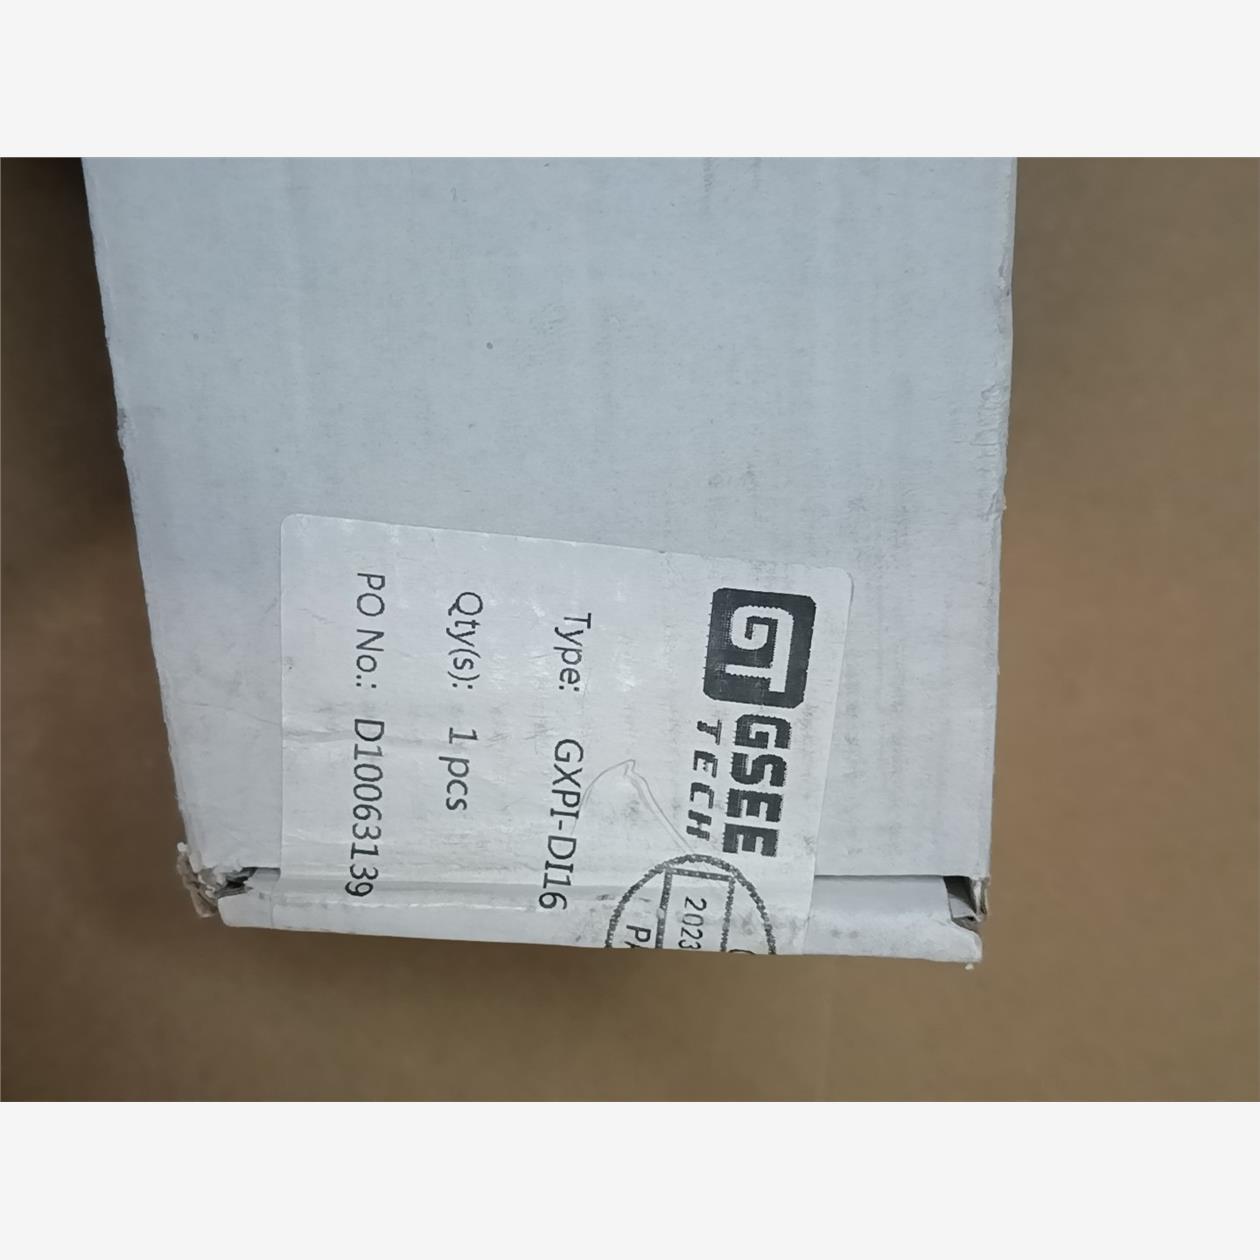 GSEE
TECH
Type: GXPI-DI16
Qty(s): 1 pcs
PO No.: D10063139
2023